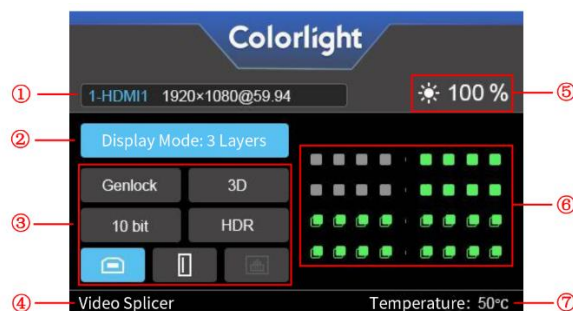 Colorlight
① 1-HDMI1 1920×1080@59.94 100 % ⑤
② Display Mode: 3 Layers
Genlock 3D
③ ⑥
10 bit HDR
④ Video Splicer Temperature: 50°C ⑦